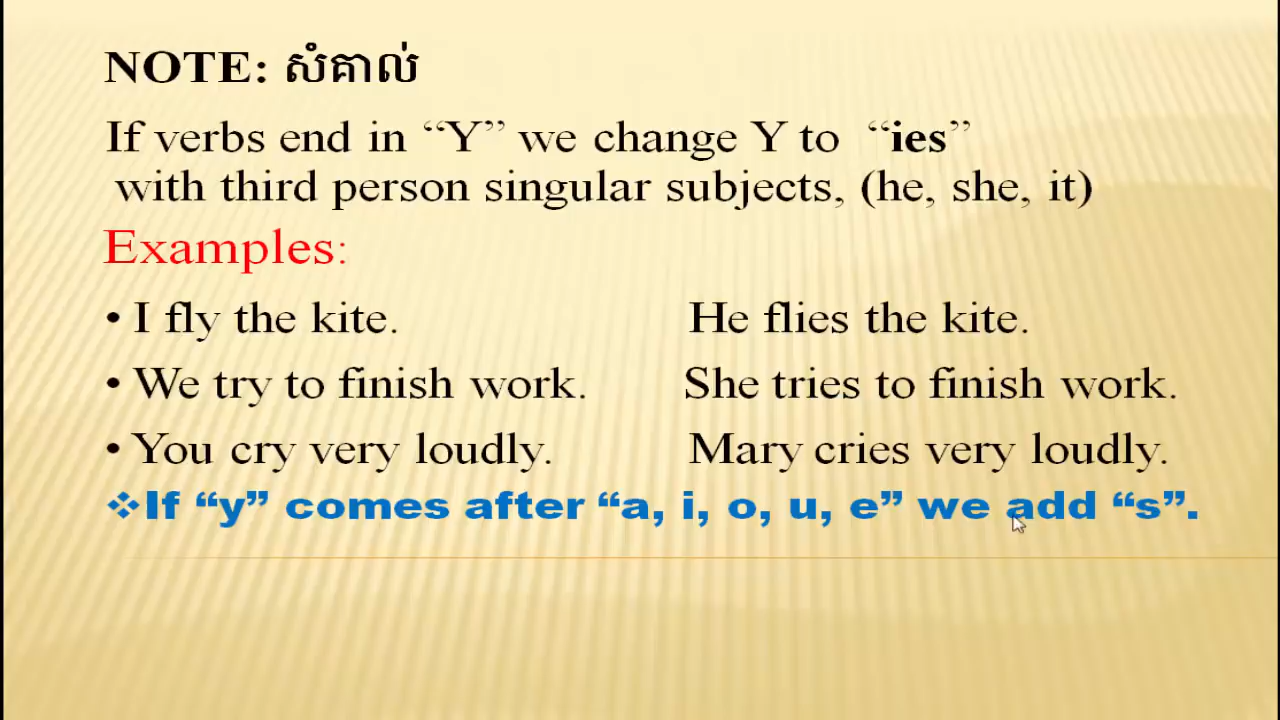 NOTE: សំគាល់
If verbs end in “Y” we change Y to “ies”
with third person singular subjects, (he, she, it)
Examples:
• I fly the kite. He flies the kite.
• We try to finish work. She tries to finish work.
• You cry very loudly. Mary cries very loudly.
❖If “y” comes after “a, i, o, u, e” we add “s”.